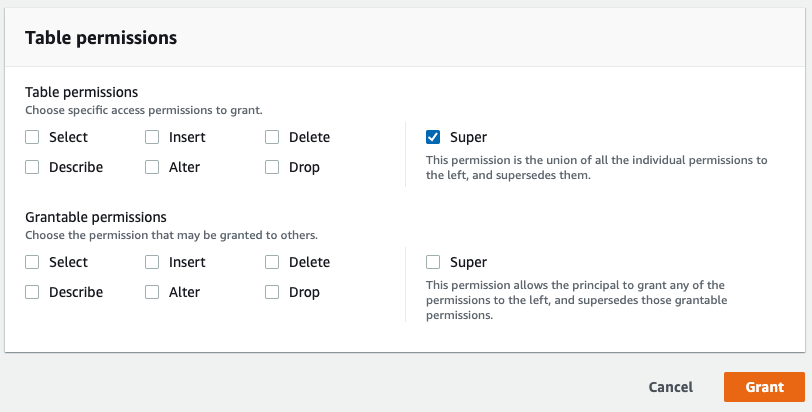 Table permissions
Table permissions
Choose specific access permissions to grant.
Select Insert Delete
Describe Alter Drop
Super
This permission is the union of all the individual permissions to
the left, and supersedes them.
Grantable permissions
Choose the permission that may be granted to others.
Select Insert Delete
Describe Alter Drop
Super
This permission allows the principal to grant any of the
permissions to the left, and supersedes those grantable
permissions.
Cancel Grant